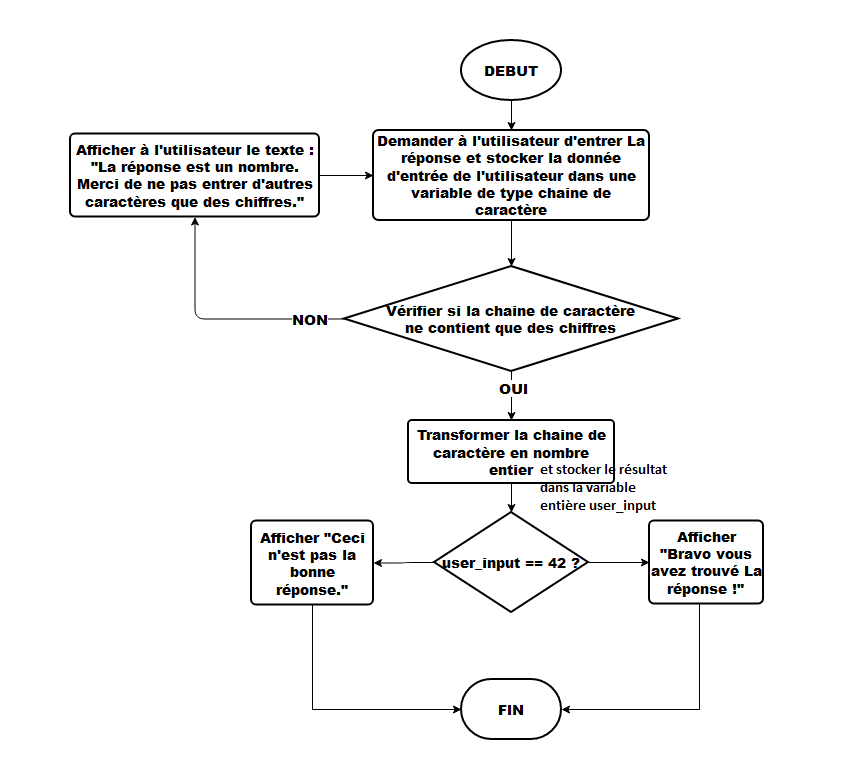 DEBUT
Afficher à l'utilisateur le texte :
"La réponse est un nombre.
Merci de ne pas entrer d'autres
caractères que des chiffres."
Demander à l'utilisateur d'entrer La
réponse et stocker la donnée
d'entrée de l'utilisateur dans une
variable de type chaine de
caractère
Vérifier si la chaine de caractère
ne contient que des chiffres
NON
OUI
Transformer la chaine de
caractère en nombre
entier
et stocker le résultat
dans la variable
entière user_input
Afficher "Ceci
n'est pas la
bonne
réponse."
user_input == 42 ?
Afficher
"Bravo vous
avez trouvé La
réponse !"
FIN